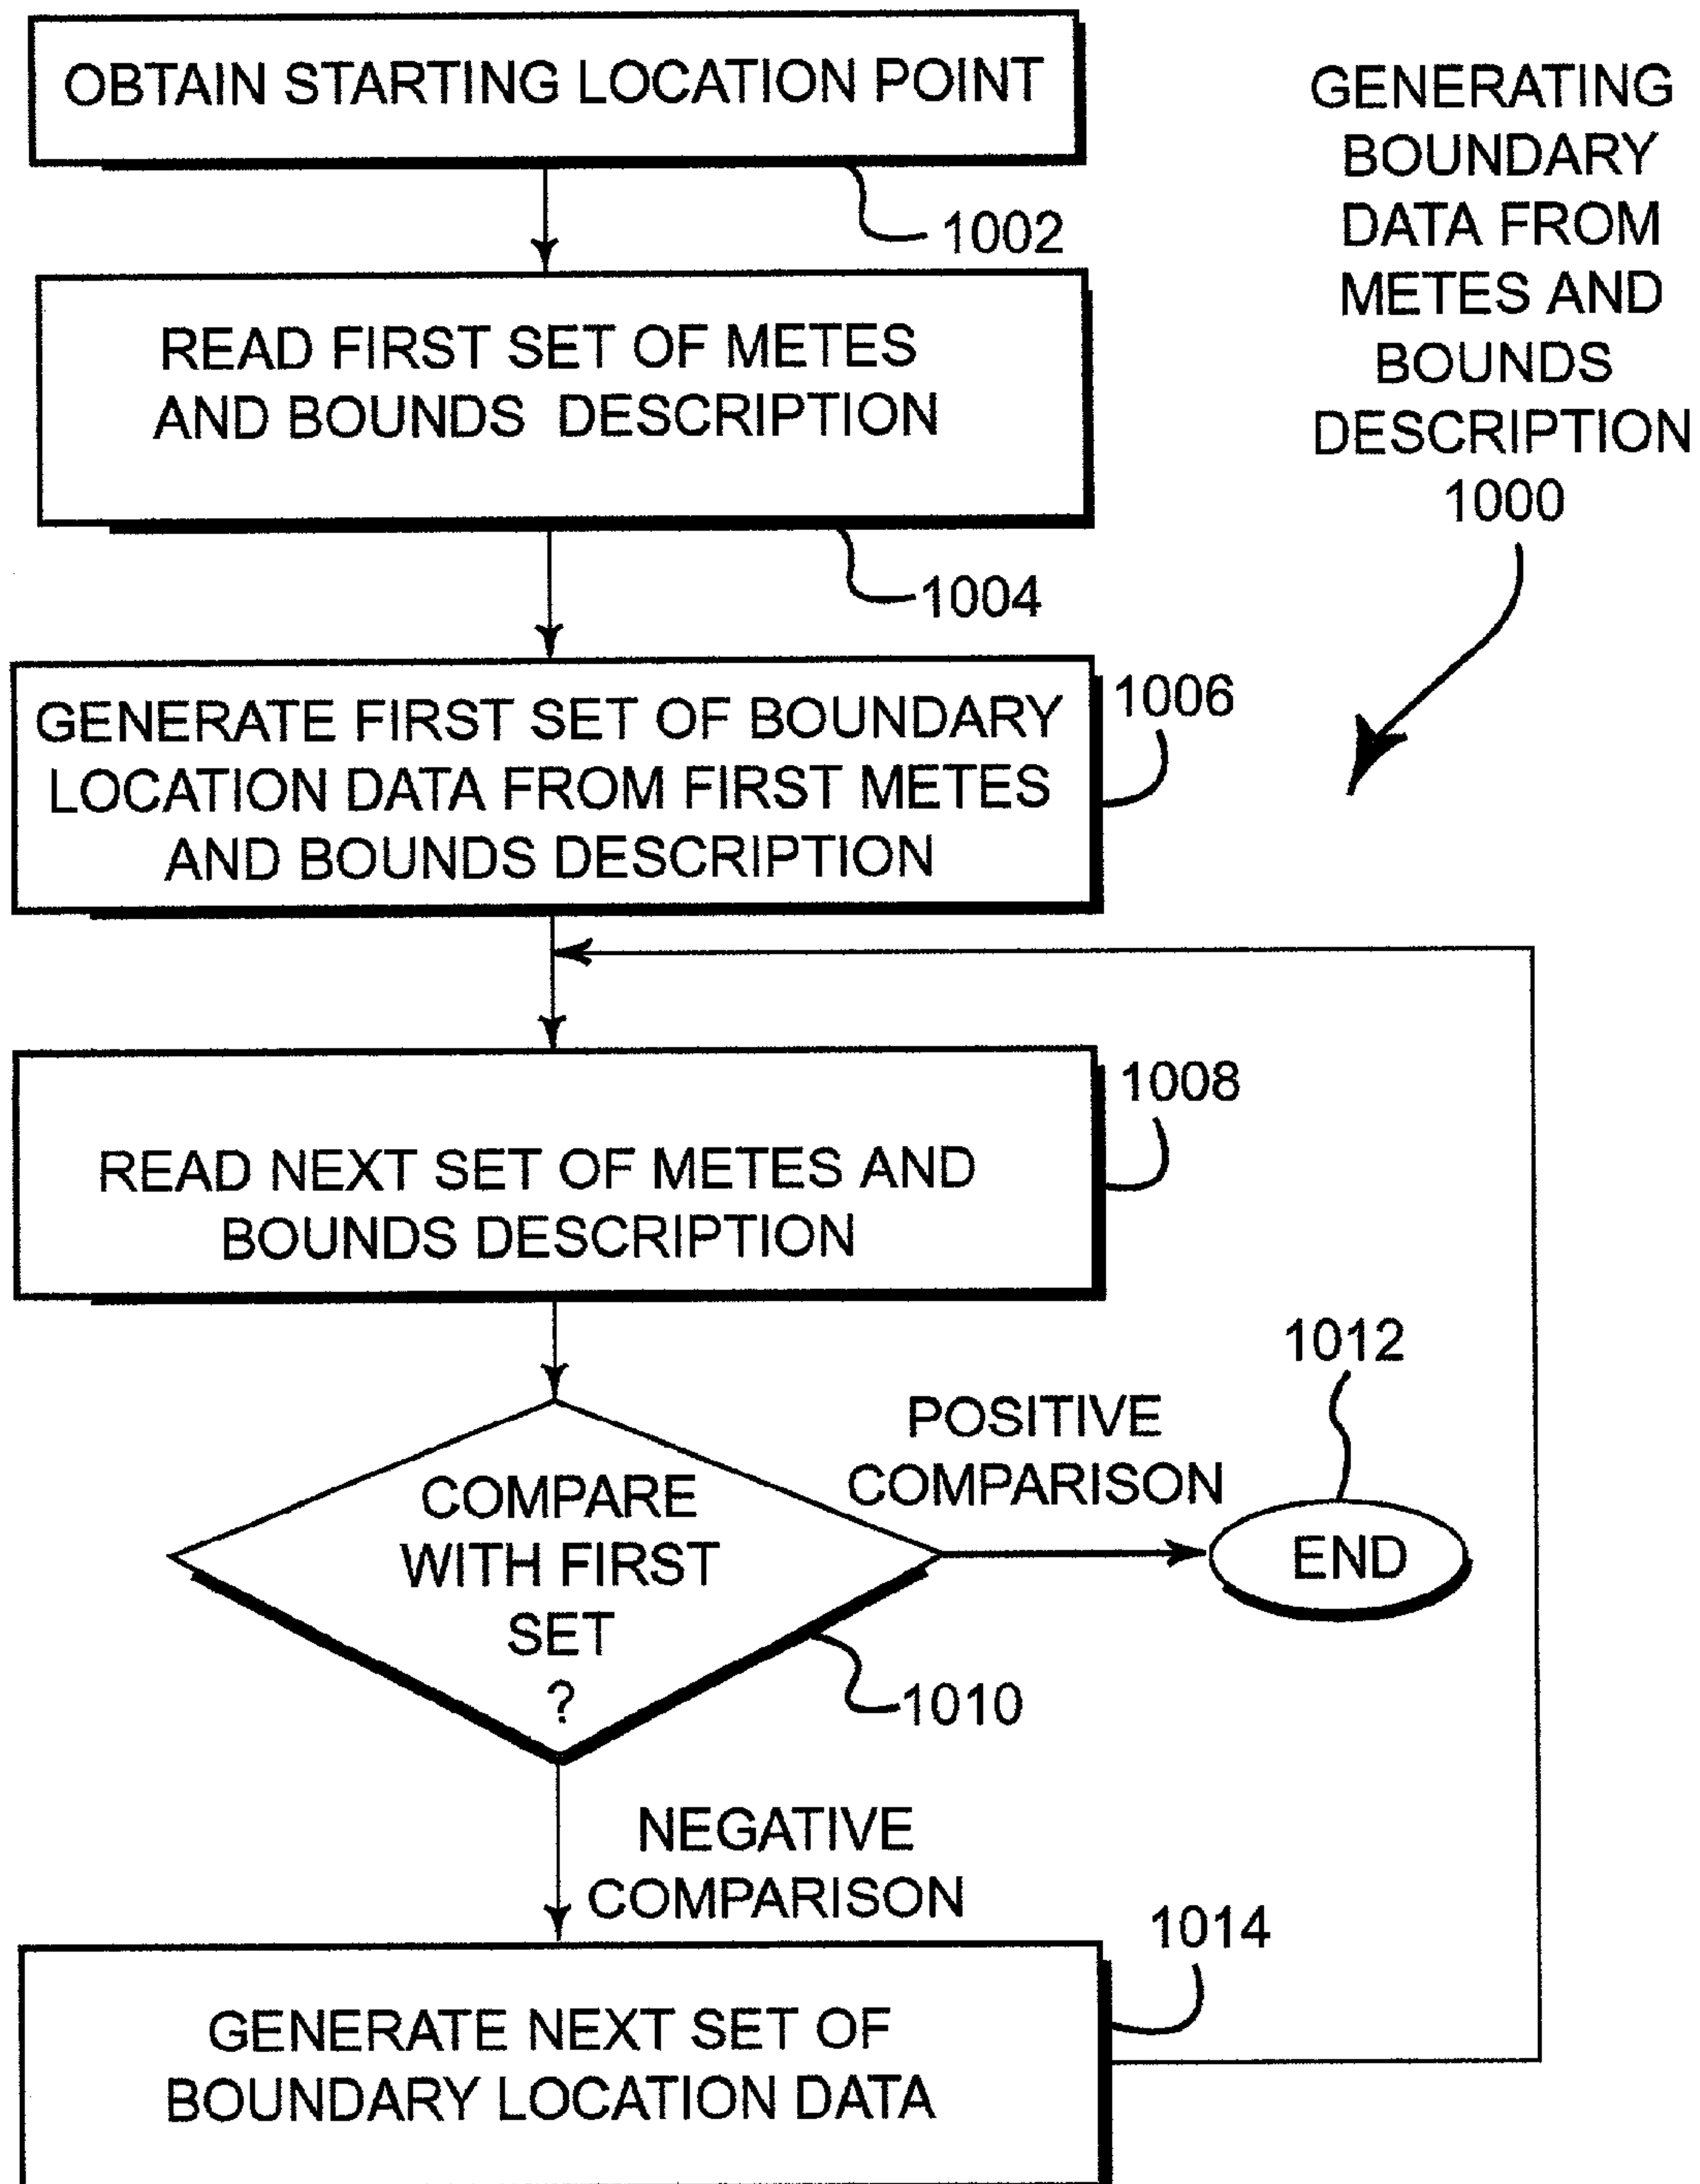 OBTAIN STARTING LOCATION POINT
1002
GENERATING
BOUNDARY
DATA FROM
METES AND
BOUNDS
DESCRIPTION
1000
READ FIRST SET OF METES
AND BOUNDS DESCRIPTION
1004
GENERATE FIRST SET OF BOUNDARY
LOCATION DATA FROM FIRST METES
AND BOUNDS DESCRIPTION
1006
READ NEXT SET OF METES AND
BOUNDS DESCRIPTION
1008
COMPARE
WITH FIRST
SET
?
1010
POSITIVE
COMPARISON
1012
END
NEGATIVE
COMPARISON
GENERATE NEXT SET OF
BOUNDARY LOCATION DATA
1014